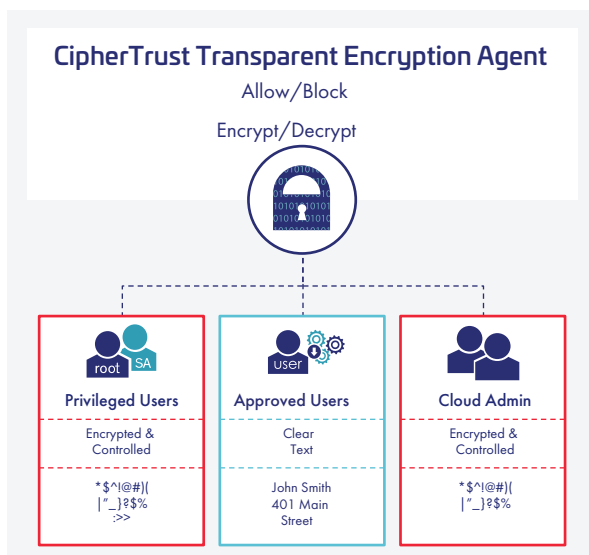 CipherTrust Transparent Encryption Agent
Allow/Block
Encrypt/Decrypt
root
SA
user
Privileged Users
Approved Users
Cloud Admin
Encrypted &
Controlled
Clear
Text
Encrypted &
Controlled
*$^!@#)(
|"_}?$%
:>>
John Smith
401 Main
Street
*$^!@#)(
|"_}?$%